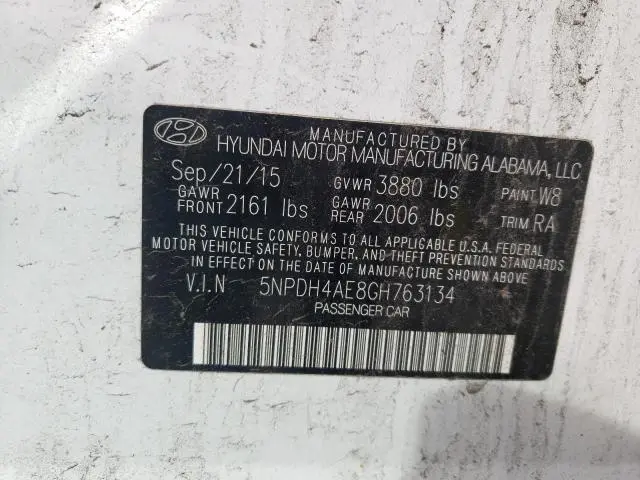 MANUFACTURED BY
HYUNDAI MOTOR MANUFACTURING ALABAMA, LLC
Sep/21/15 GVWR 3880 lbs PAINT W8
GAWR FRONT 2161 lbs GAWR REAR 2006 lbs TRIM RA
THIS VEHICLE CONFORMS TO ALL APPLICABLE U.S.A. FEDERAL
MOTOR VEHICLE SAFETY, BUMPER, AND THEFT PREVENTION STANDARDS
IN EFFECT ON THE DATE OF MANUFACTURE SHOWN ABOVE.
V.I.N 5NPDH4AE8GH763134
PASSENGER CAR